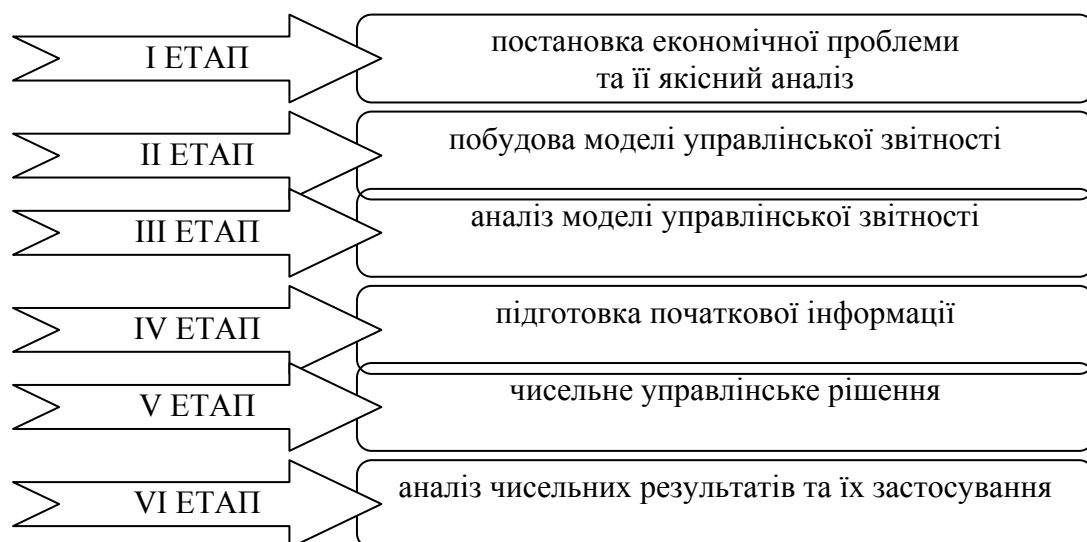 I ЕТАП
постановка економічної проблеми
та її якісний аналіз
II ЕТАП
побудова моделі управлінської звітності
III ЕТАП
аналіз моделі управлінської звітності
IV ЕТАП
підготовка початкової інформації
V ЕТАП
чисельне управлінське рішення
VI ЕТАП
аналіз чисельних результатів та їх застосування